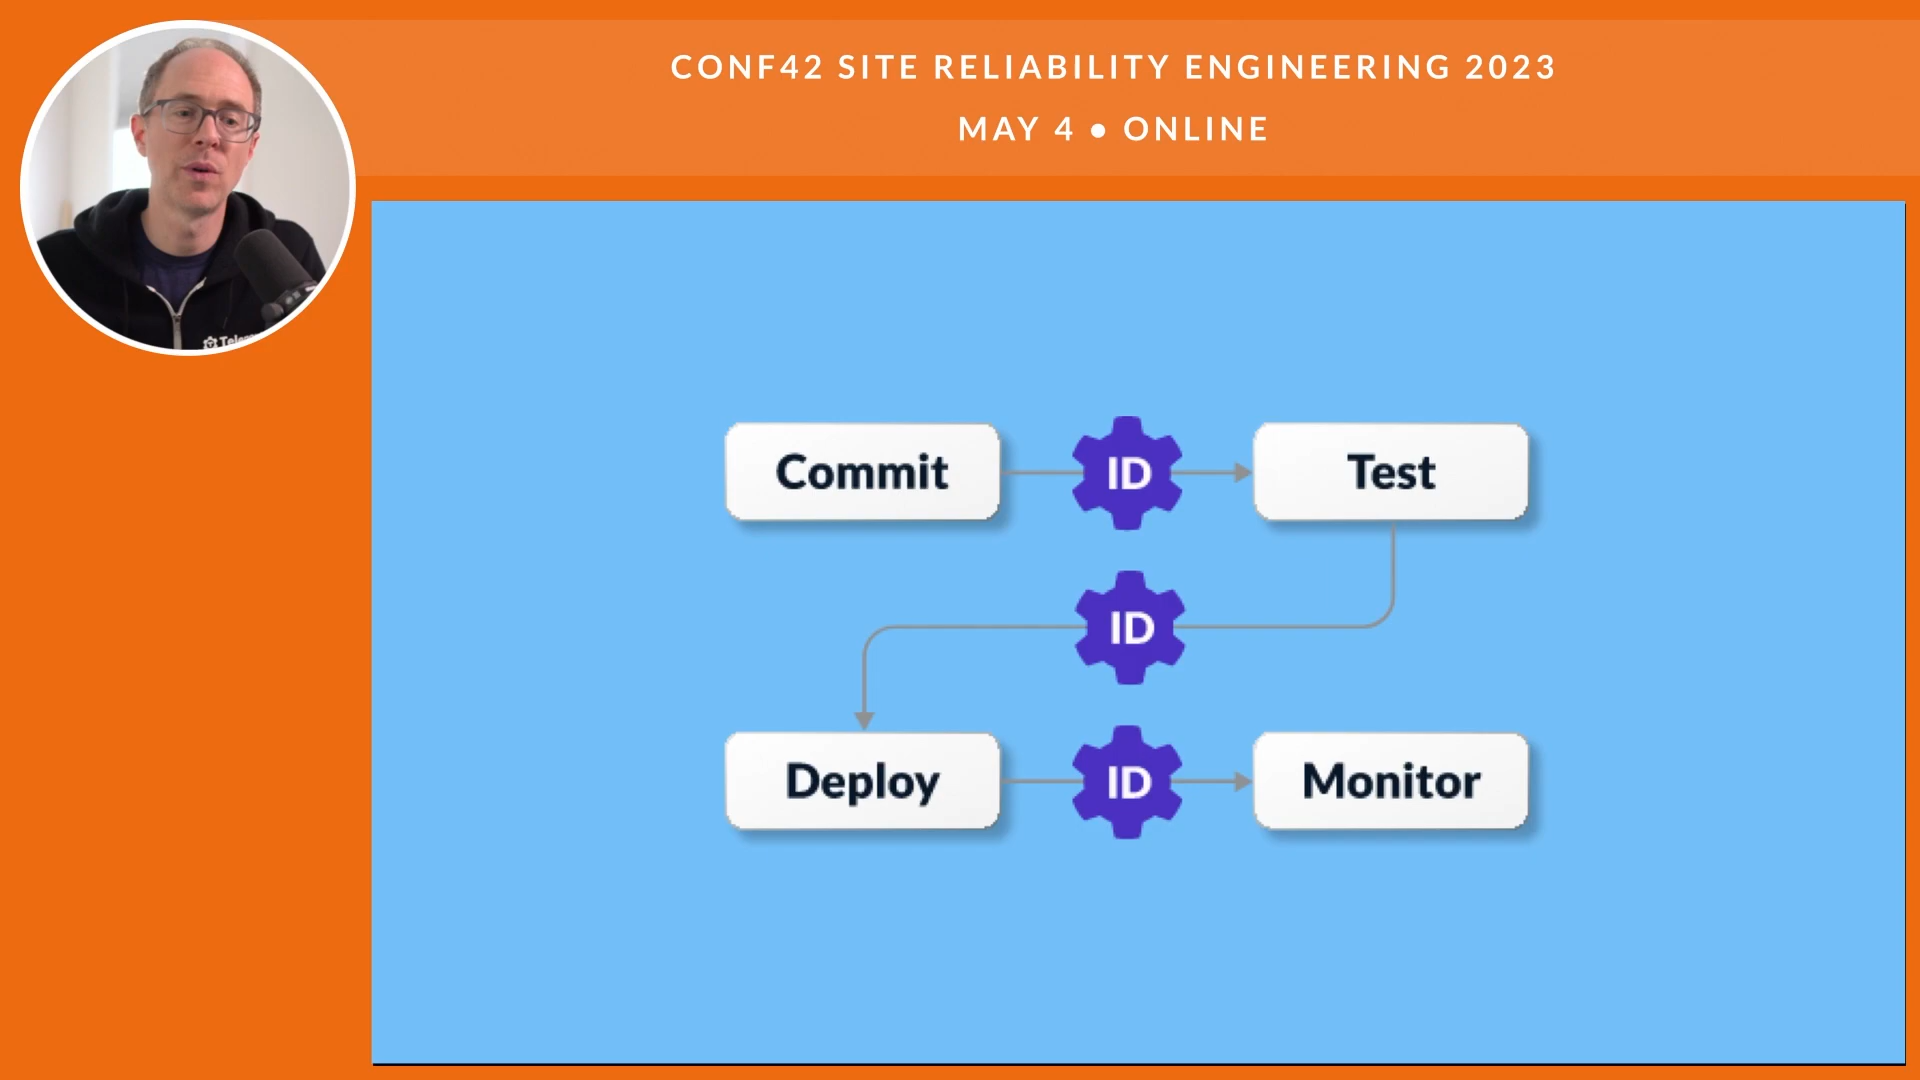 CONF42 SITE RELIABILITY ENGINEERING 2023
MAY 4 • ONLINE
Commit
ID
Test
ID
Deploy
ID
Monitor